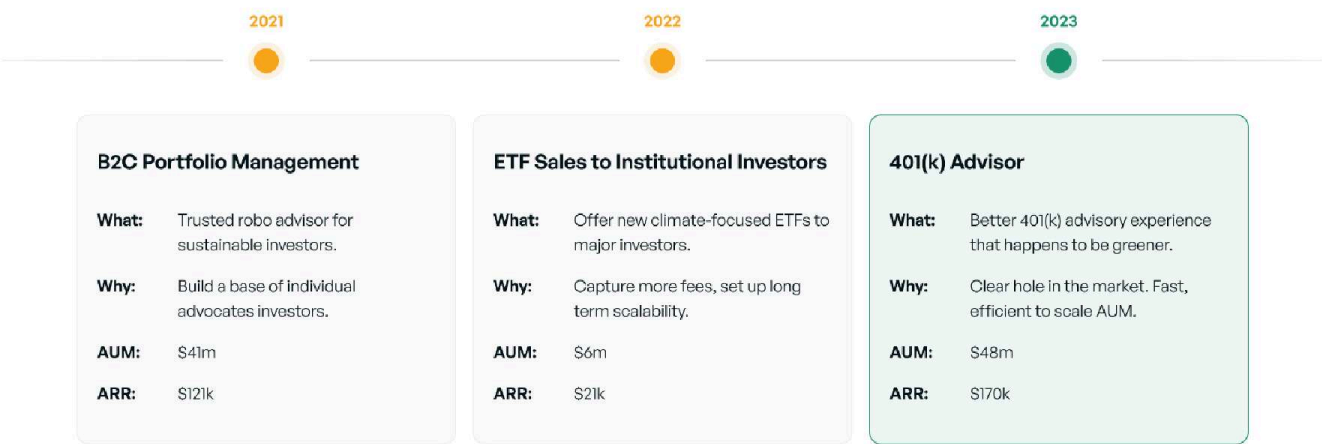 2021
2022
2023
B2C Portfolio Management
What: Trusted robo advisor for
sustainable investors.
Why: Build a base of individual
advocates investors.
AUM: $41m
ARR: $121k
ETF Sales to Institutional Investors
What: Offer new climate-focused ETFs to
major investors.
Why: Capture more fees, set up long
term scalability.
AUM: $6m
ARR: $21k
401(k) Advisor
What: Better 401(k) advisory experience
that happens to be greener.
Why: Clear hole in the market. Fast,
efficient to scale AUM.
AUM: $48m
ARR: $170k